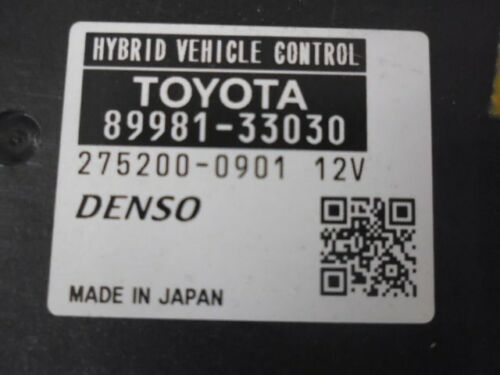 HYBRID VEHICLE CONTROL
TOYOTA
89981-33030
275200-0901 12V
DENSO
MADE IN JAPAN